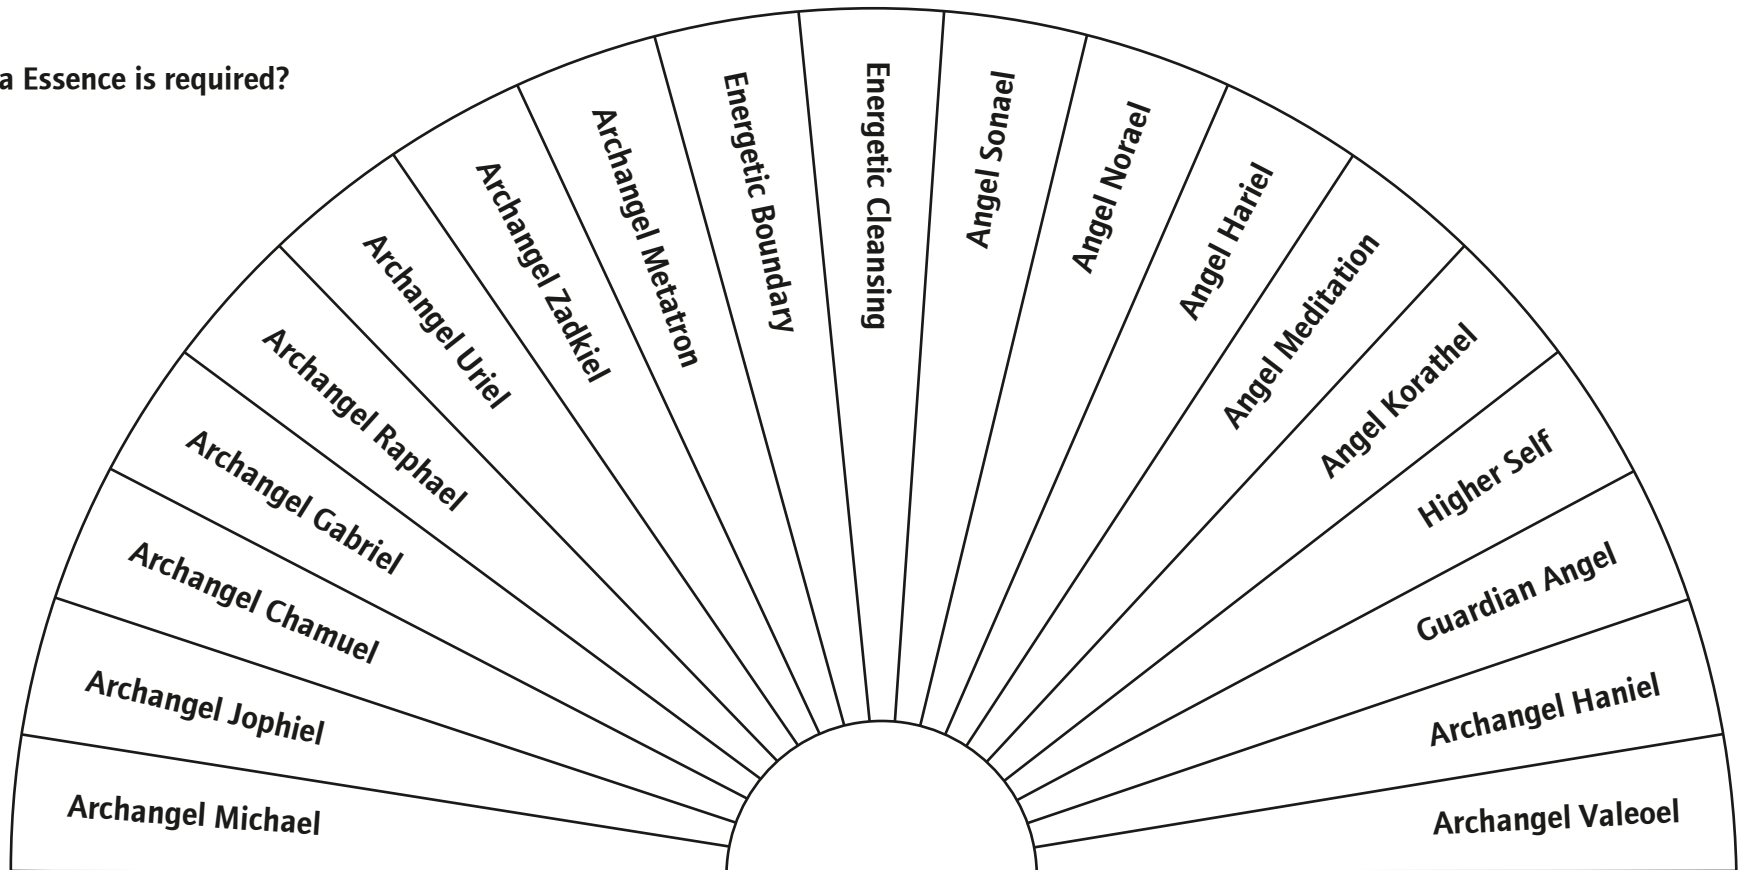 a Essence is required?
Archangel Michael
Archangel Jophiel
Archangel Chamuel
Archangel Gabriel
Archangel Raphael
Archangel Uriel
Archangel Zadkiel
Archangel Metatron
Energetic Boundary
Energetic Cleansing
Angel Sonael
Angel Norael
Angel Hariel
Angel Meditation
Angel Korathel
Higher Self
Guardian Angel
Archangel Haniel
Archangel Valeoel